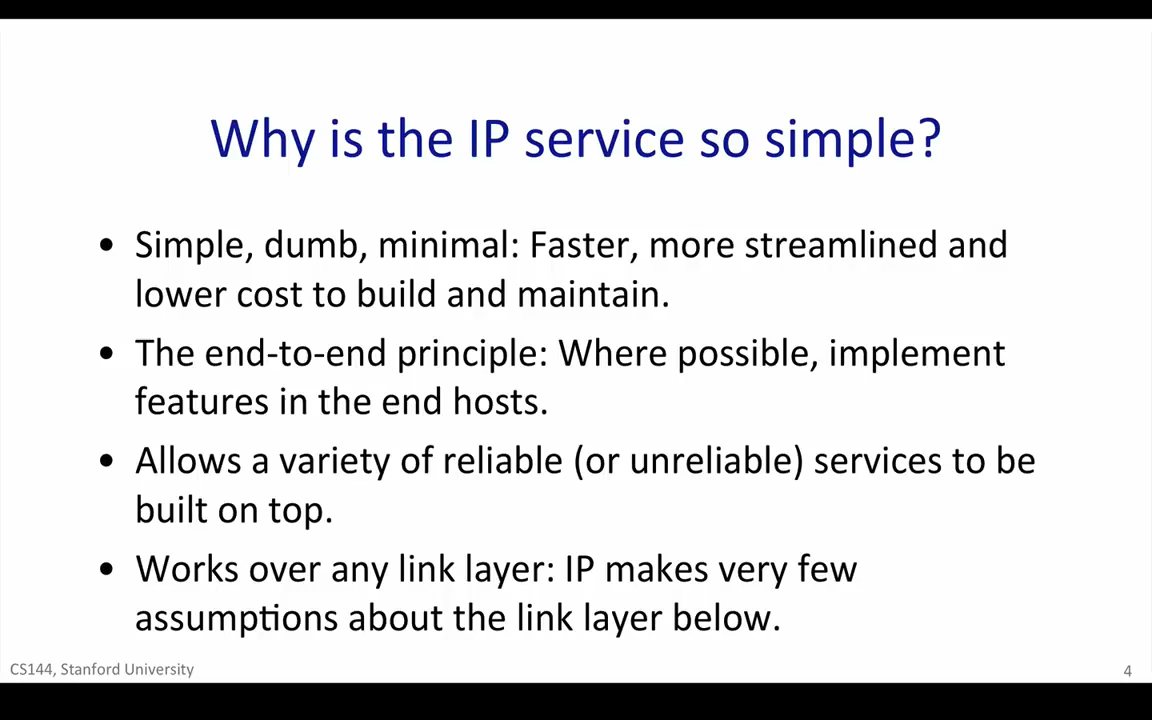 Why is the IP service so simple?
• Simple, dumb, minimal: Faster, more streamlined and
lower cost to build and maintain.
• The end-to-end principle: Where possible, implement
features in the end hosts.
• Allows a variety of reliable (or unreliable) services to be
built on top.
• Works over any link layer: IP makes very few
assumptions about the link layer below.
CS144, Stanford University
4